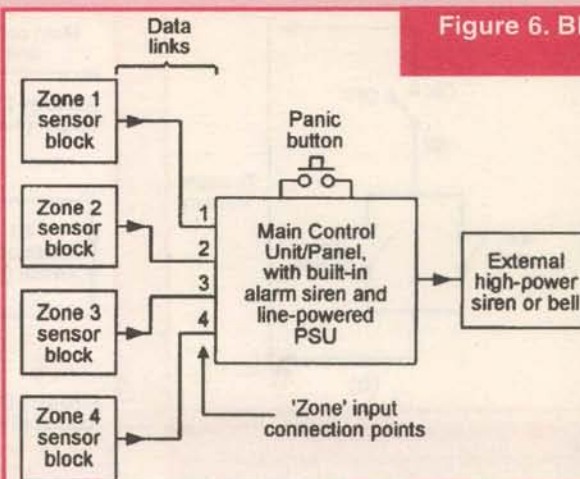 Figure 6. Bl
Data
links
Zone 1
sensor
block
Zone 2
sensor
block
Zone 3
sensor
block
Zone 4
sensor
block
Panic
button
1
2
3
4
Main Control
Unit/Panel,
with built-in
alarm siren and
line-powered
PSU
External
high-power
siren or bell
'Zone' input
connection points